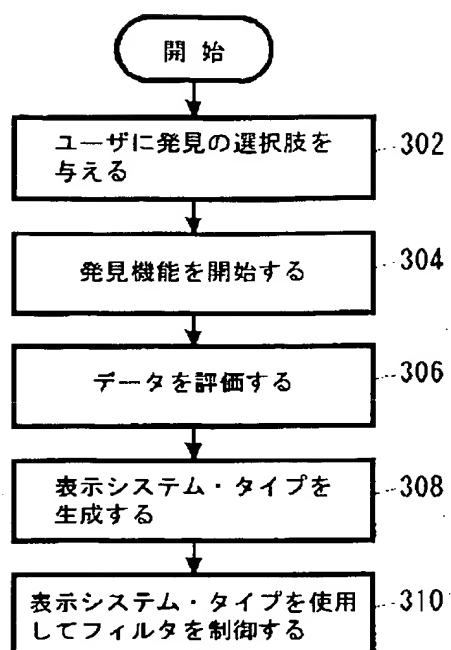 開始
ユーザに発見の選択肢を
与える
302
発見機能を開始する
304
データを評価する
306
表示システム・タイプを
生成する
308
表示システム・タイプを使用
してフィルタを制御する
310